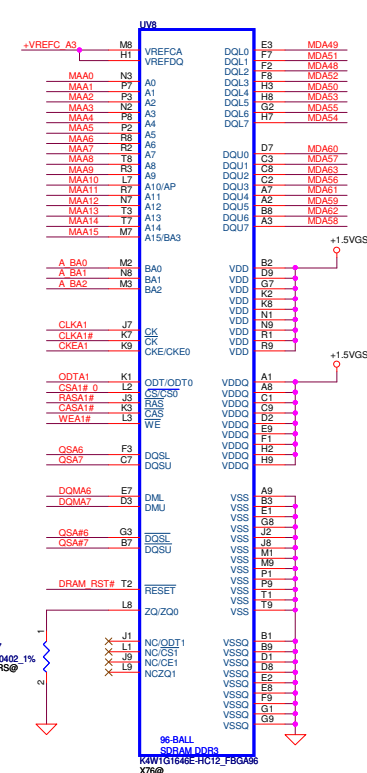 UV8
+VREFC_A3 M8 VREFCA E3 DQL0 MDA49
H1 VREFDQ F7 DQL1 MDA51
F2 DQL2 MDA48
MAA0 N3 A0 F8 DQL3 MDA52
MAA1 P7 A1 H3 DQL4 MDA50
MAA2 P3 A2 H8 DQL5 MDA53
MAA3 N2 A3 G2 DQL6 MDA55
MAA4 P8 A4 H7 DQL7 MDA54
MAA5 P2 A5
MAA6 R8 A6
MAA7 R2 A7 D7 DQU0 MDA60
MAA8 T8 A8 C3 DQU1 MDA57
MAA9 R3 A9 C8 DQU2 MDA63
MAA10 L7 A10/AP C2 DQU3 MDA56
MAA11 R7 A11 A7 DQU4 MDA61
MAA12 N7 A12 A2 DQU5 MDA59
MAA13 T3 A13 B8 DQU6 MDA62
MAA14 T7 A14 A3 DQU7 MDA58
MAA15 M7 A15/BA3
+1.5VGS
A_BA0 M2 BA0 B2 VDD
A_BA1 N8 BA1 D9 VDD
A_BA2 M3 BA2 G7 VDD
K2 VDD
K8 VDD
N1 VDD
CLKA1 J7 CK N9 VDD
CLKA1# K7 CK R1 VDD
CKEA1 K9 CKE/CKE0 R9 VDD
+1.5VGS
ODTA1 K1 ODT/ODT0 A1 VDDQ
CSA1#_0 L2 CS/CS0 A8 VDDQ
RASA1# J3 RAS C1 VDDQ
CASA1# K3 CAS C9 VDDQ
WEA1# L3 WE D2 VDDQ
E9 VDDQ
F1 VDDQ
QSA6 F3 DQSL H2 VDDQ
QSA7 C7 DQSU H9 VDDQ
DQMA6 E7 DML A9 VSS
DQMA7 D3 DMU B3 VSS
E1 VSS
G8 VSS
QSA#6 G3 DQSL J2 VSS
QSA#7 B7 DQSU J8 VSS
M1 VSS
M9 VSS
P1 VSS
DRAM_RST# T2 RESET P9 VSS
T1 VSS
L8 ZQ/ZQ0 T9 VSS
J1 NC/ODT1 B1 VSSQ
L1 NC/CS1 B9 VSSQ
J9 NC/CE1 D1 VSSQ
L9 NCZQ1 D8 VSSQ
E2 VSSQ
E8 VSSQ
F9 VSSQ
G1 VSSQ
G9 VSSQ
1
0402_1%
RS@
2
96-BALL
SDRAM DDR3
K4W1G1646E-HC12_FBGA96
X76@